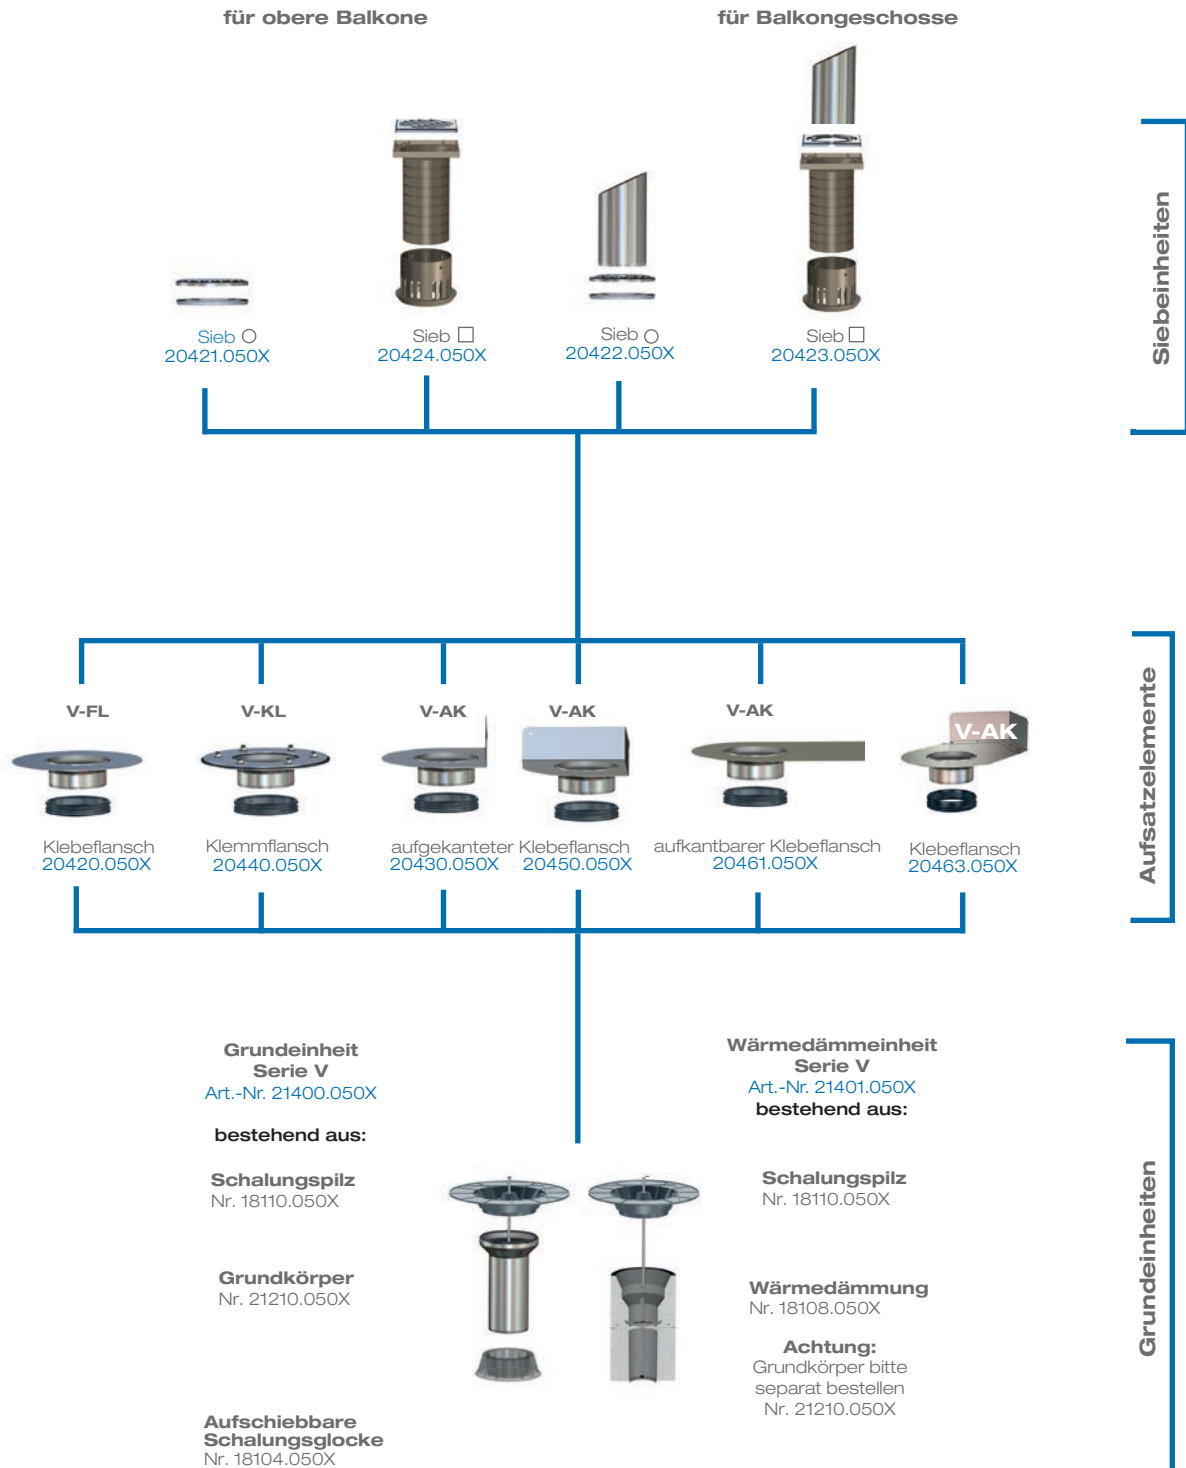 für obere Balkone
für Balkongeschosse
Sieb
20421.050X
Sieb
20424.050X
Sieb
20422.050X
Sieb
20423.050X
Siebeinheiten
V-FL
V-KL
V-AK
V-AK
V-AK
V-AK
Klebeflansch
20420.050X
Klemmflansch
20440.050X
aufgekanteter Klebeflansch
20430.050X
20450.050X
aufkantbarer Klebeflansch
20461.050X
Klebeflansch
20463.050X
Aufsatzelemente
Grundeinheit
Serie V
Art.-Nr. 21400.050X
bestehend aus:
Schalungspilz
Nr. 18110.050X
Grundkörper
Nr. 21210.050X
Aufschiebbare
Schalungsglocke
Nr. 18104.050X
Wärmedämmeinheit
Serie V
Art.-Nr. 21401.050X
bestehend aus:
Schalungspilz
Nr. 18110.050X
Wärmedämmung
Nr. 18108.050X
Achtung:
Grundkörper bitte
separat bestellen
Nr. 21210.050X
Grundeinheiten